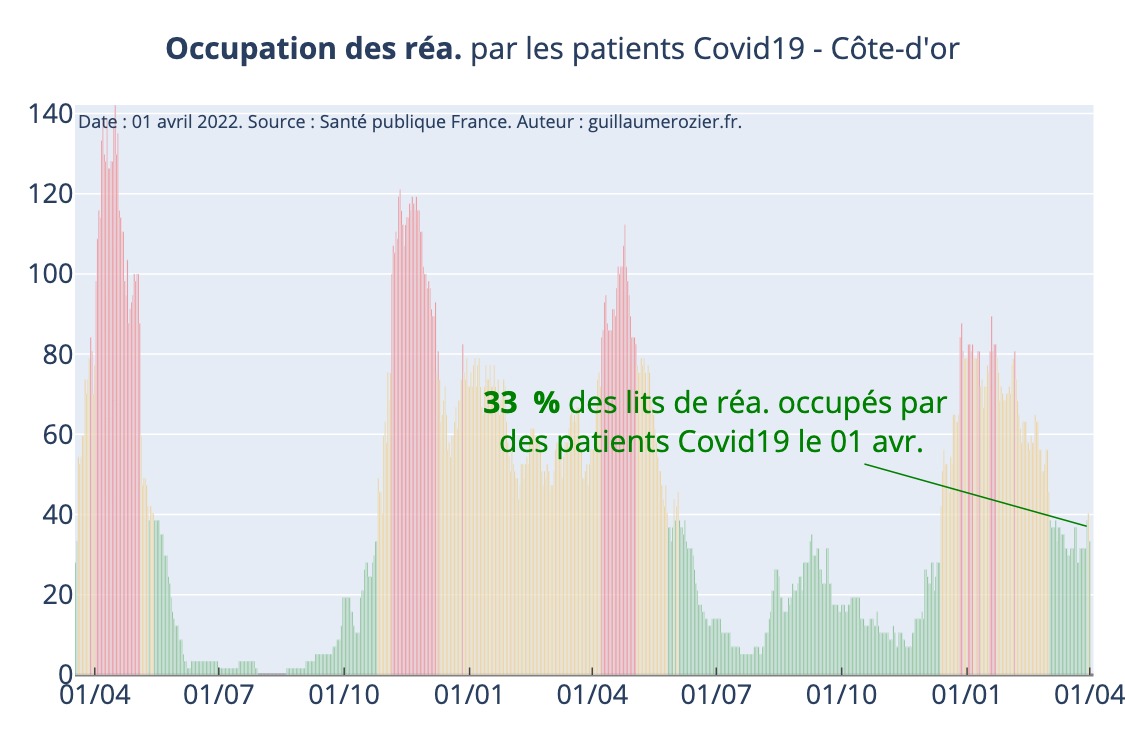 Occupation des réa. par les patients Covid19 - Côte-d'or
140
Date : 01 avril 2022. Source : Santé publique France. Auteur : guillaumerozier.fr.
120
100
80
33 % des lits de réa. occupés par
des patients Covid19 le 01 avr.
60
40
20
0
01/04 01/07 01/10 01/01 01/04 01/07 01/10 01/01 01/04